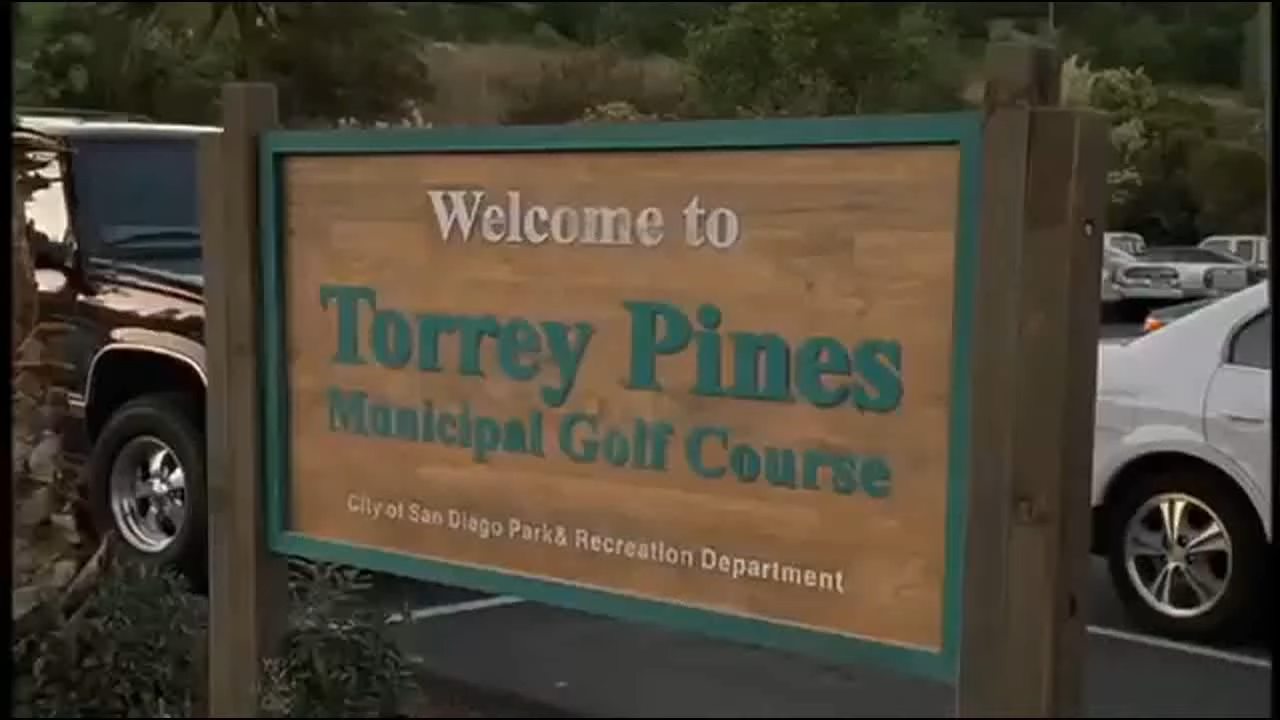 Welcome to
Torrey Pines
Municipal Golf Course
City of San Diego Park& Recreation Department